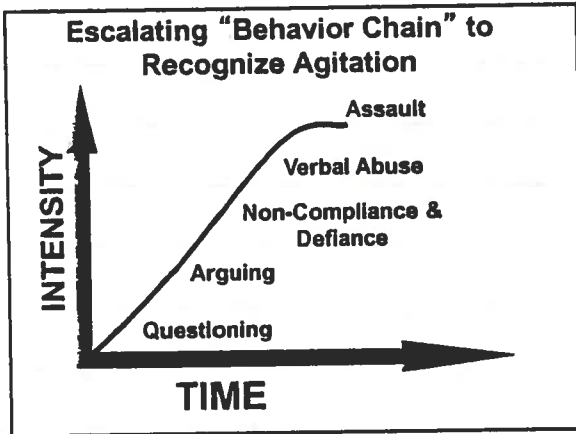 Escalating “Behavior Chain” to
Recognize Agitation
Assault
Verbal Abuse
Non-Compliance &
Defiance
Arguing
Questioning
INTENSITY
TIME